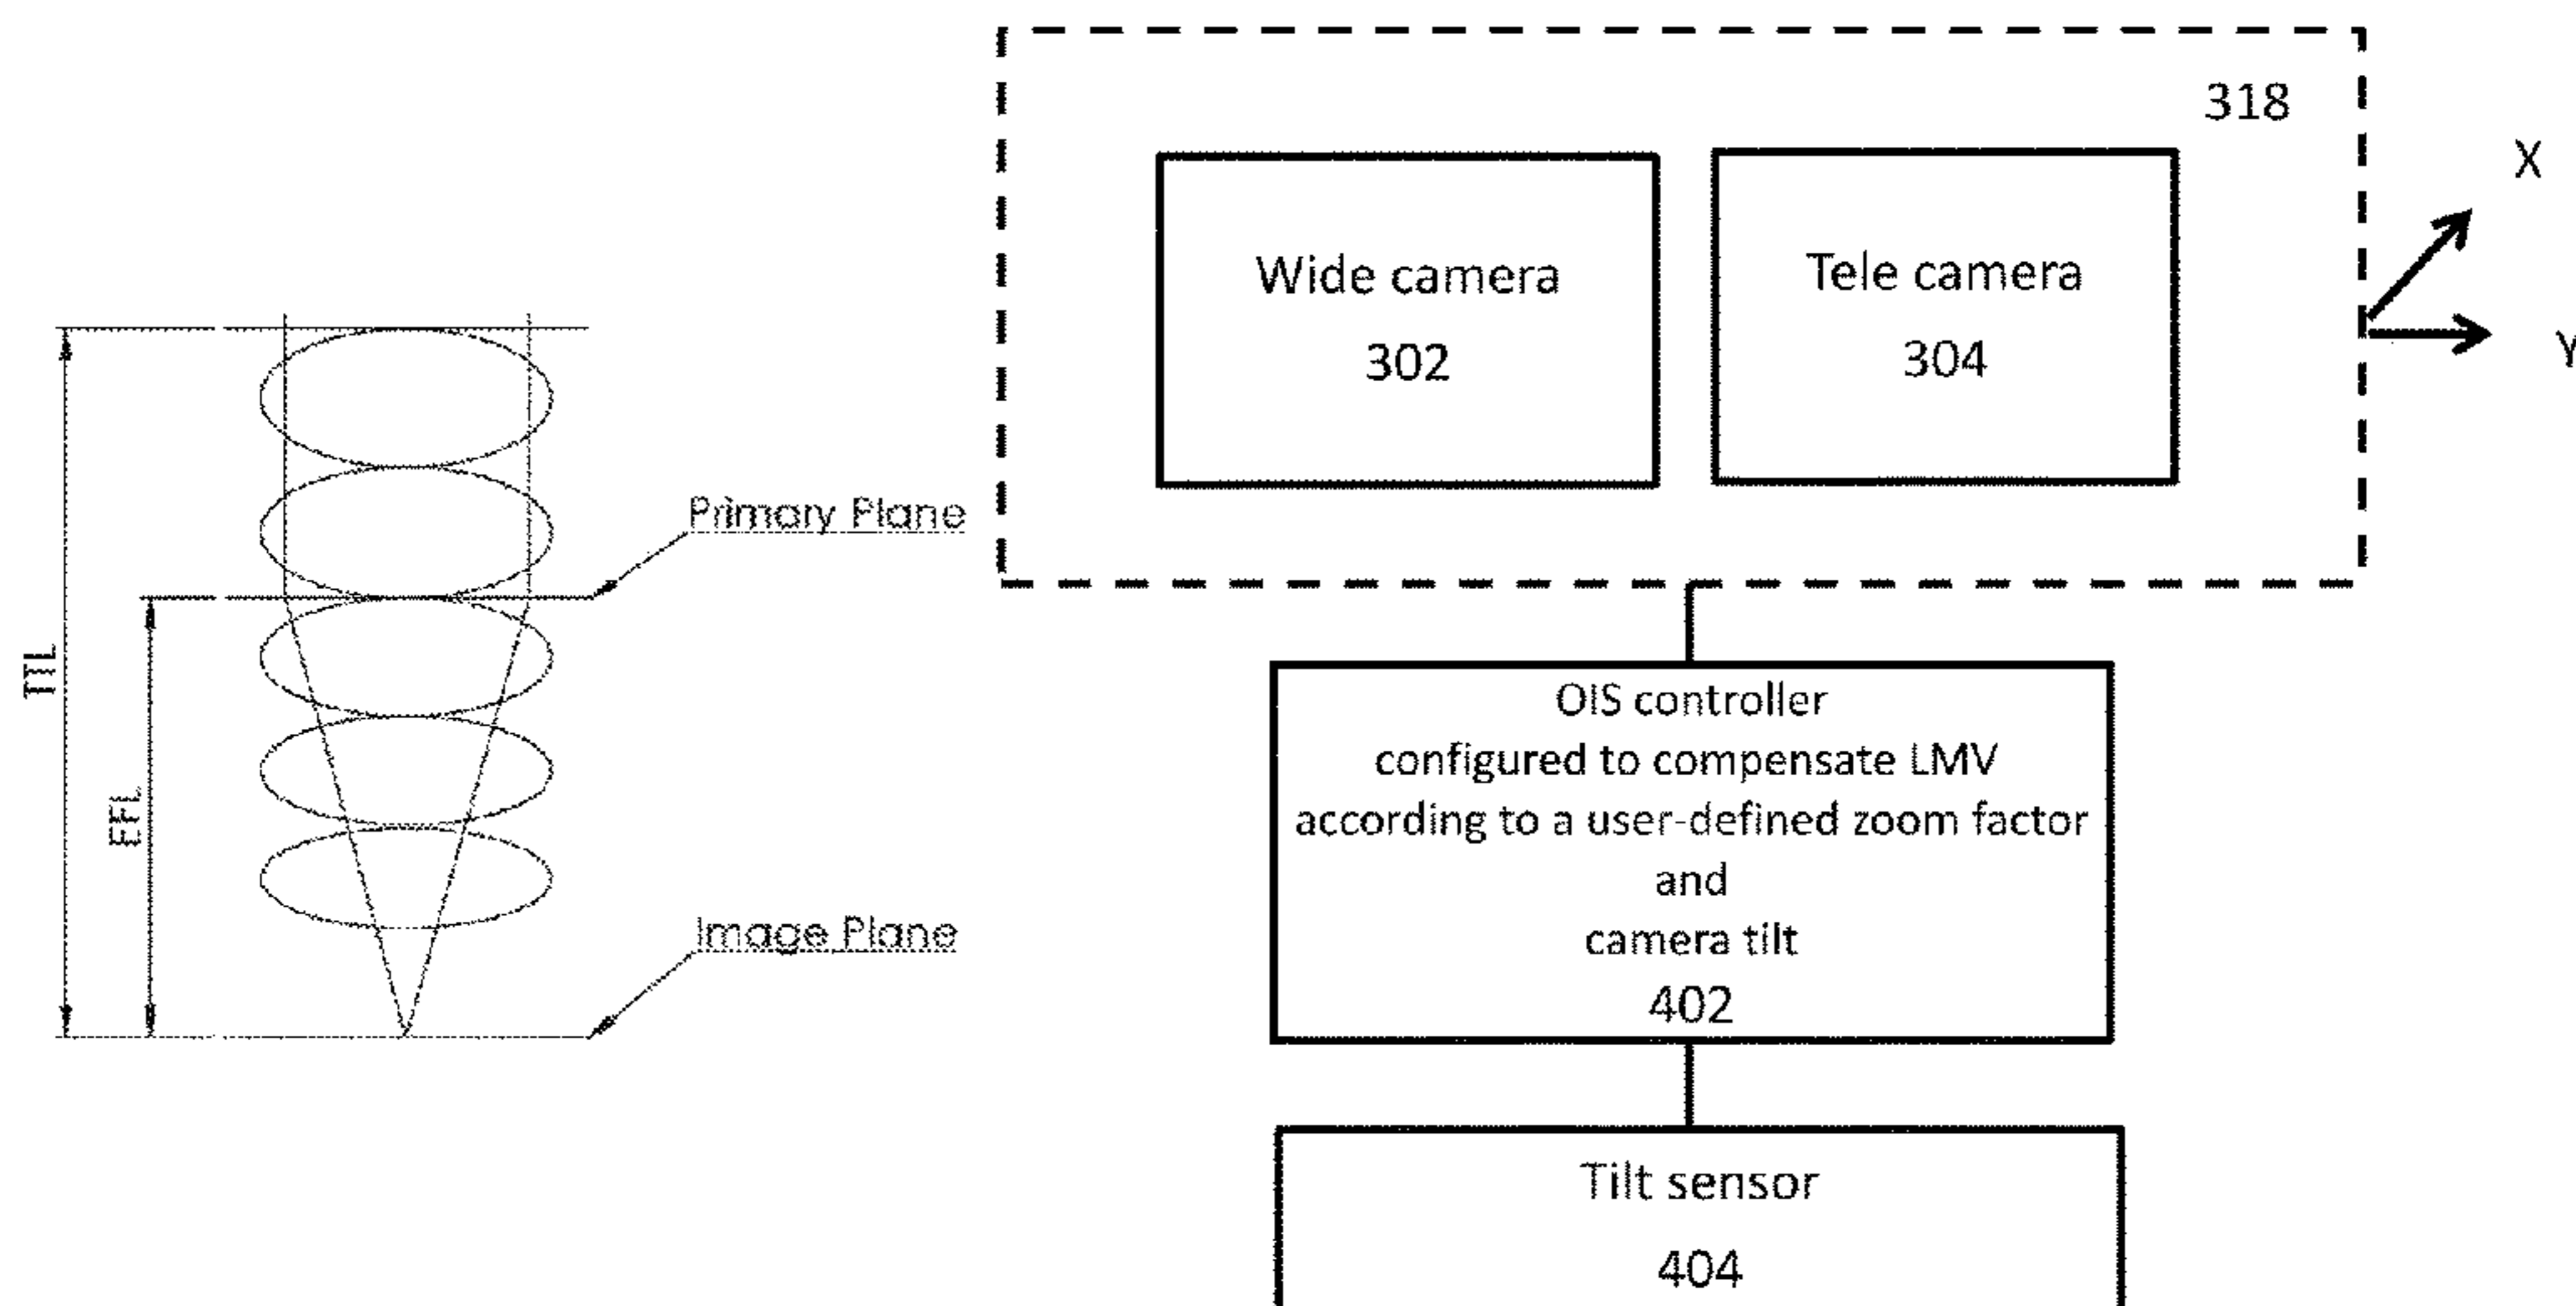 TTL
EFL
Primary Plane
Image Plane
318
Wide camera
302
Tele camera
304
X
Y
OIS controller
configured to compensate LMV
according to a user-defined zoom factor
and
camera tilt
402
Tilt sensor
404